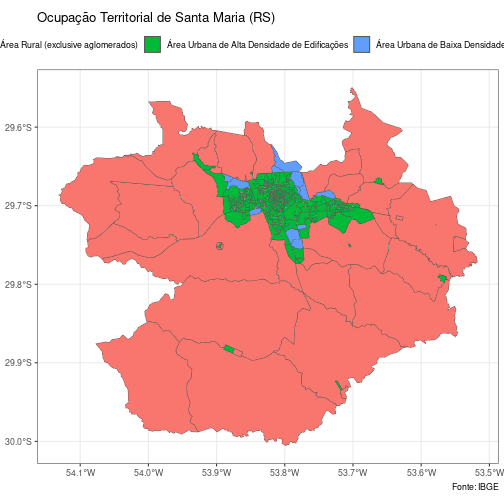 Ocupação Territorial de Santa Maria (RS)
Área Rural (exclusive aglomerados) Área Urbana de Alta Densidade de Edificações Área Urbana de Baixa Densidade
29.6°S
29.7°S
29.8°S
29.9°S
30.0°S
54.1°W 54.0°W 53.9°W 53.8°W 53.7°W 53.6°W 53.5°W
Fonte: IBGE